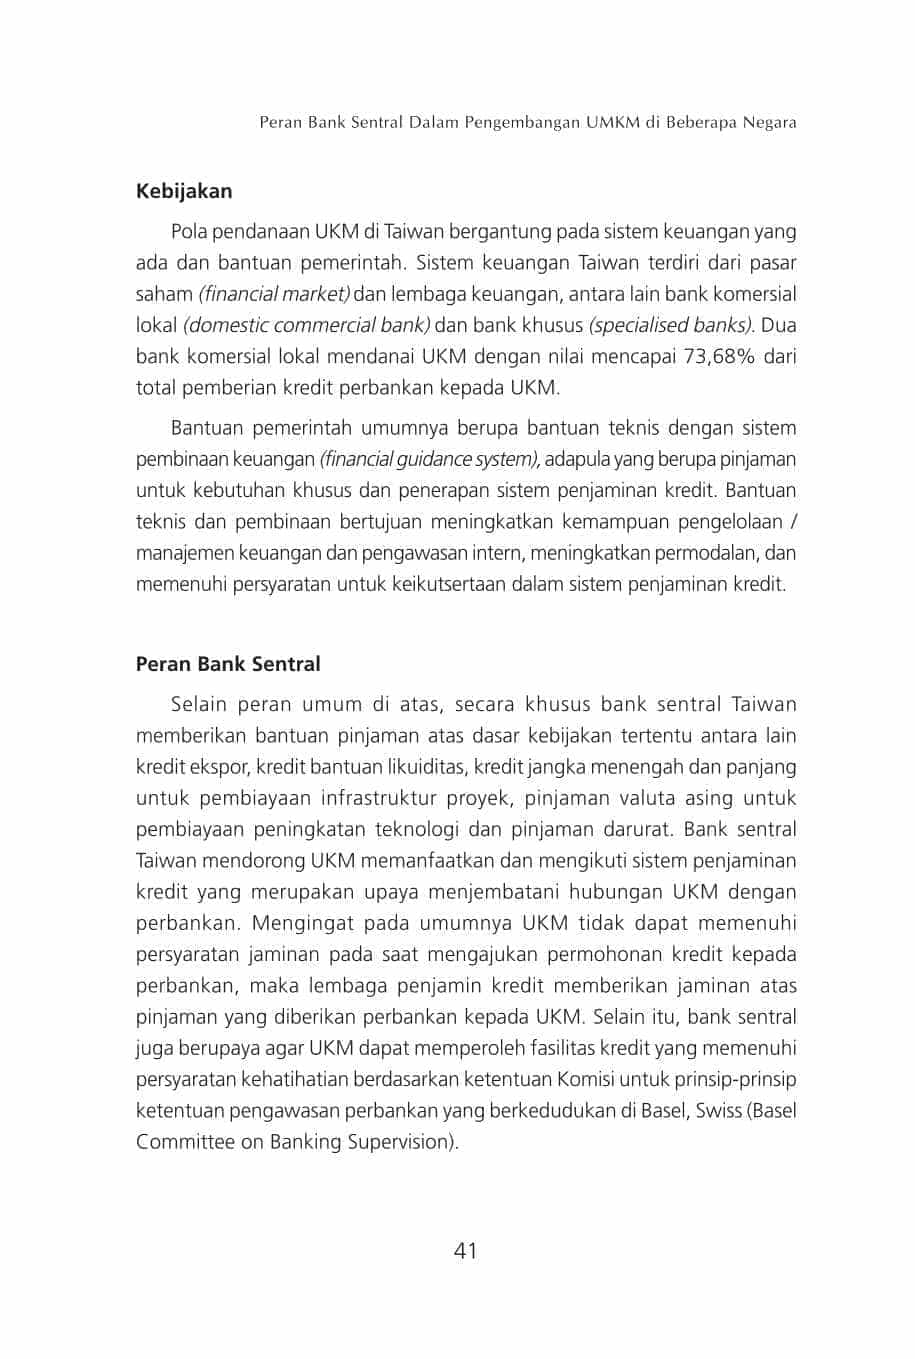 Peran Bank Sentral Dalam Pengembangan UMKM di Beberapa Negara
Kebijakan
Pola pendanaan UKM di Taiwan bergantung pada sistem keuangan yang
ada dan bantuan pemerintah. Sistem keuangan Taiwan terdiri dari pasar
saham (financial market) dan lembaga keuangan, antara lain bank komersial
lokal (domestic commercial bank) dan bank khusus (specialised banks). Dua
bank komersial lokal mendanai UKM dengan nilai mencapai 73,68% dari
total pemberian kredit perbankan kepada UKM.
Bantuan pemerintah umumnya berupa bantuan teknis dengan sistem
pembinaan keuangan (financial guidance system), adapula yang berupa pinjaman
untuk kebutuhan khusus dan penerapan sistem penjaminan kredit. Bantuan
teknis dan pembinaan bertujuan meningkatkan kemampuan pengelolaan /
manajemen keuangan dan pengawasan intern, meningkatkan permodalan, dan
memenuhi persyaratan untuk keikutsertaan dalam sistem penjaminan kredit.
Peran Bank Sentral
Selain peran umum di atas, secara khusus bank sentral Taiwan
memberikan bantuan pinjaman atas dasar kebijakan tertentu antara lain
kredit ekspor, kredit bantuan likuiditas, kredit jangka menengah dan panjang
untuk pembiayaan infrastruktur proyek, pinjaman valuta asing untuk
pembiayaan peningkatan teknologi dan pinjaman darurat. Bank sentral
Taiwan mendorong UKM memanfaatkan dan mengikuti sistem penjaminan
kredit yang merupakan upaya menjembatani hubungan UKM dengan
perbankan. Mengingat pada umumnya UKM tidak dapat memenuhi
persyaratan jaminan pada saat mengajukan permohonan kredit kepada
perbankan, maka lembaga penjamin kredit memberikan jaminan atas
pinjaman yang diberikan perbankan kepada UKM. Selain itu, bank sentral
juga berupaya agar UKM dapat memperoleh fasilitas kredit yang memenuhi
persyaratan kehatihatian berdasarkan ketentuan Komisi untuk prinsip-prinsip
ketentuan pengawasan perbankan yang berkedudukan di Basel, Swiss (Basel
Committee on Banking Supervision).
41